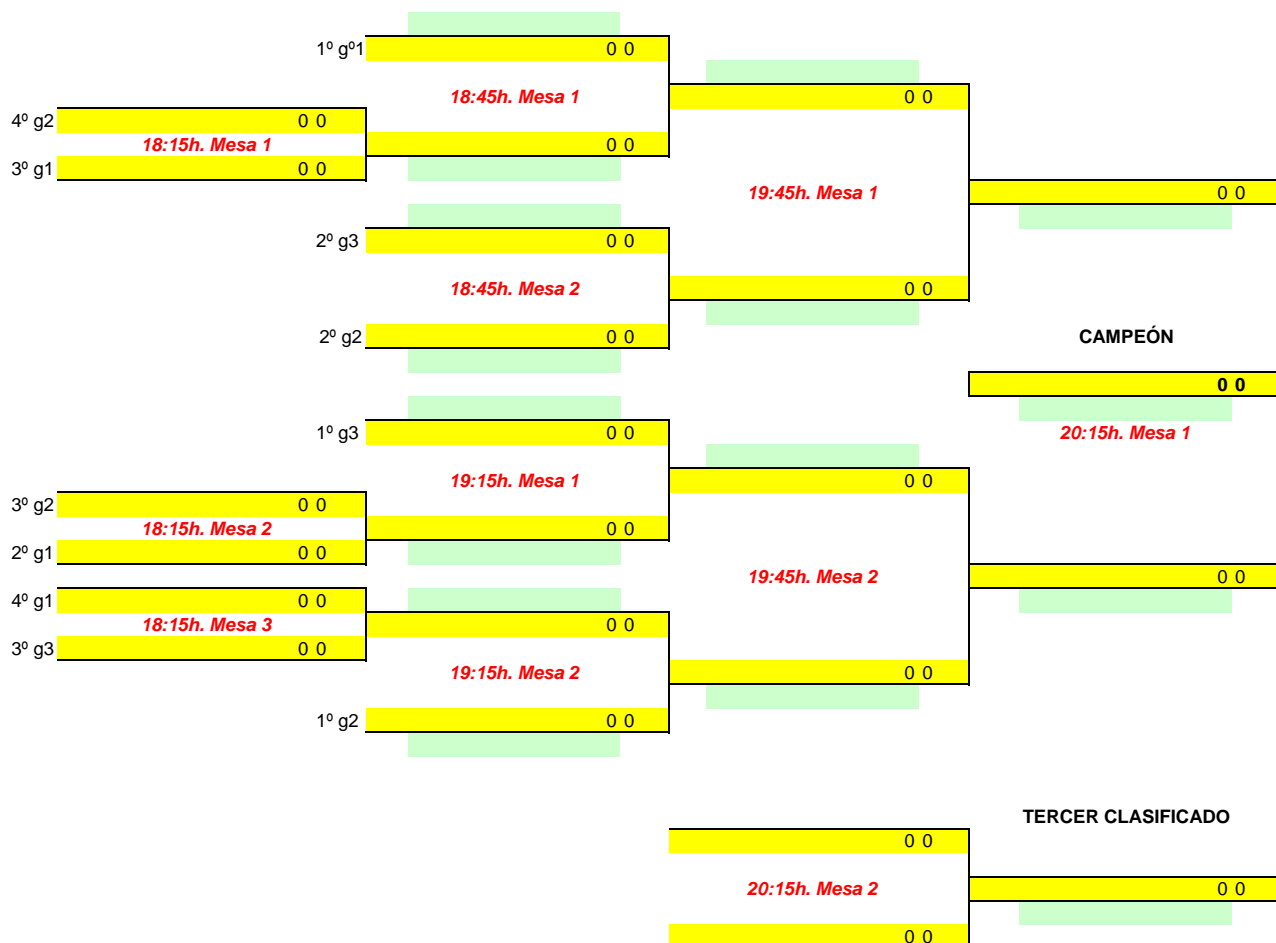 1º gº1 0 0
18:45h. Mesa 1 0 0
4º g2 0 0
18:15h. Mesa 1 0 0
3º g1 0 0
19:45h. Mesa 1 0 0
2º g3 0 0
18:45h. Mesa 2 0 0
2º g2 0 0
CAMPEÓN
0 0
1º g3 0 0
20:15h. Mesa 1
19:15h. Mesa 1 0 0
3º g2 0 0
18:15h. Mesa 2 0 0
2º g1 0 0
19:45h. Mesa 2 0 0
4º g1 0 0
18:15h. Mesa 3 0 0
3º g3 0 0
19:15h. Mesa 2 0 0
1º g2 0 0
TERCER CLASIFICADO
0 0
20:15h. Mesa 2 0 0
0 0